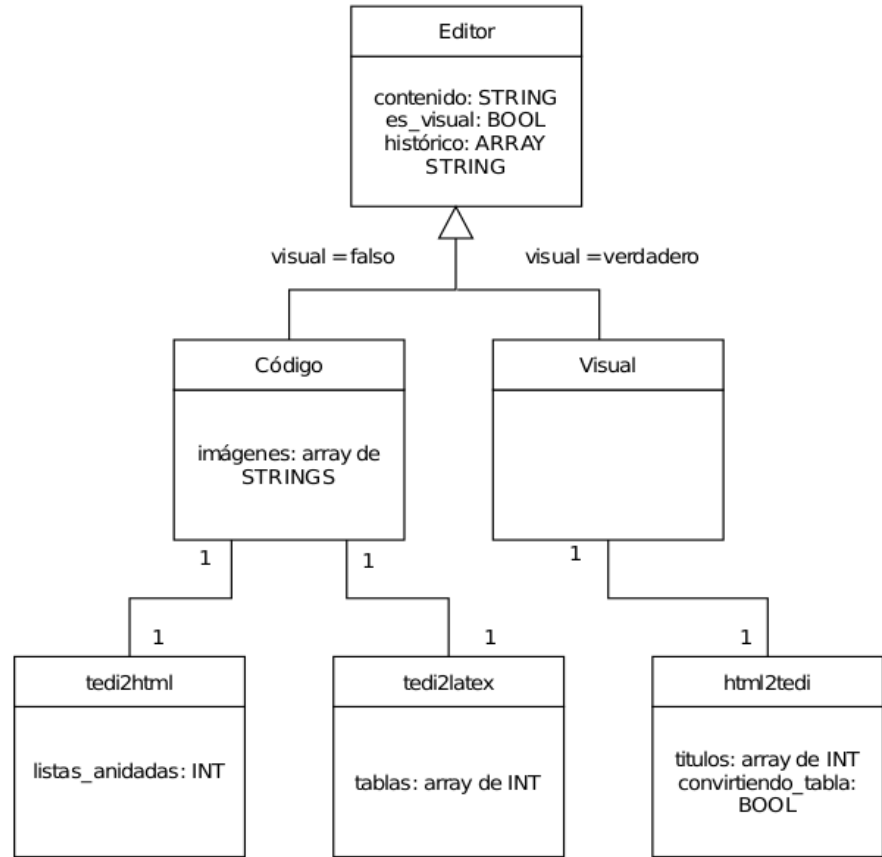 Editor
contenido: STRING
es_visual: BOOL
histórico: ARRAY
STRING
visual = falso
visual = verdadero
Código
Visual
imágenes: array de
STRINGS
1
1
1
1
1
1
tedi2html
tedi2latex
html2tedi
listas_anidadas: INT
tablas: array de INT
titulos: array de INT
convirtiendo_tabla:
BOOL